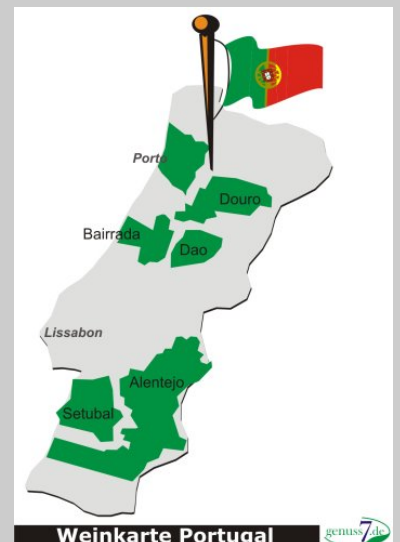 Porto
Douro
Bairrada
Dao
Lissabon
Alentejo
Setubal
Weinkarte Portugal
genuss7.de